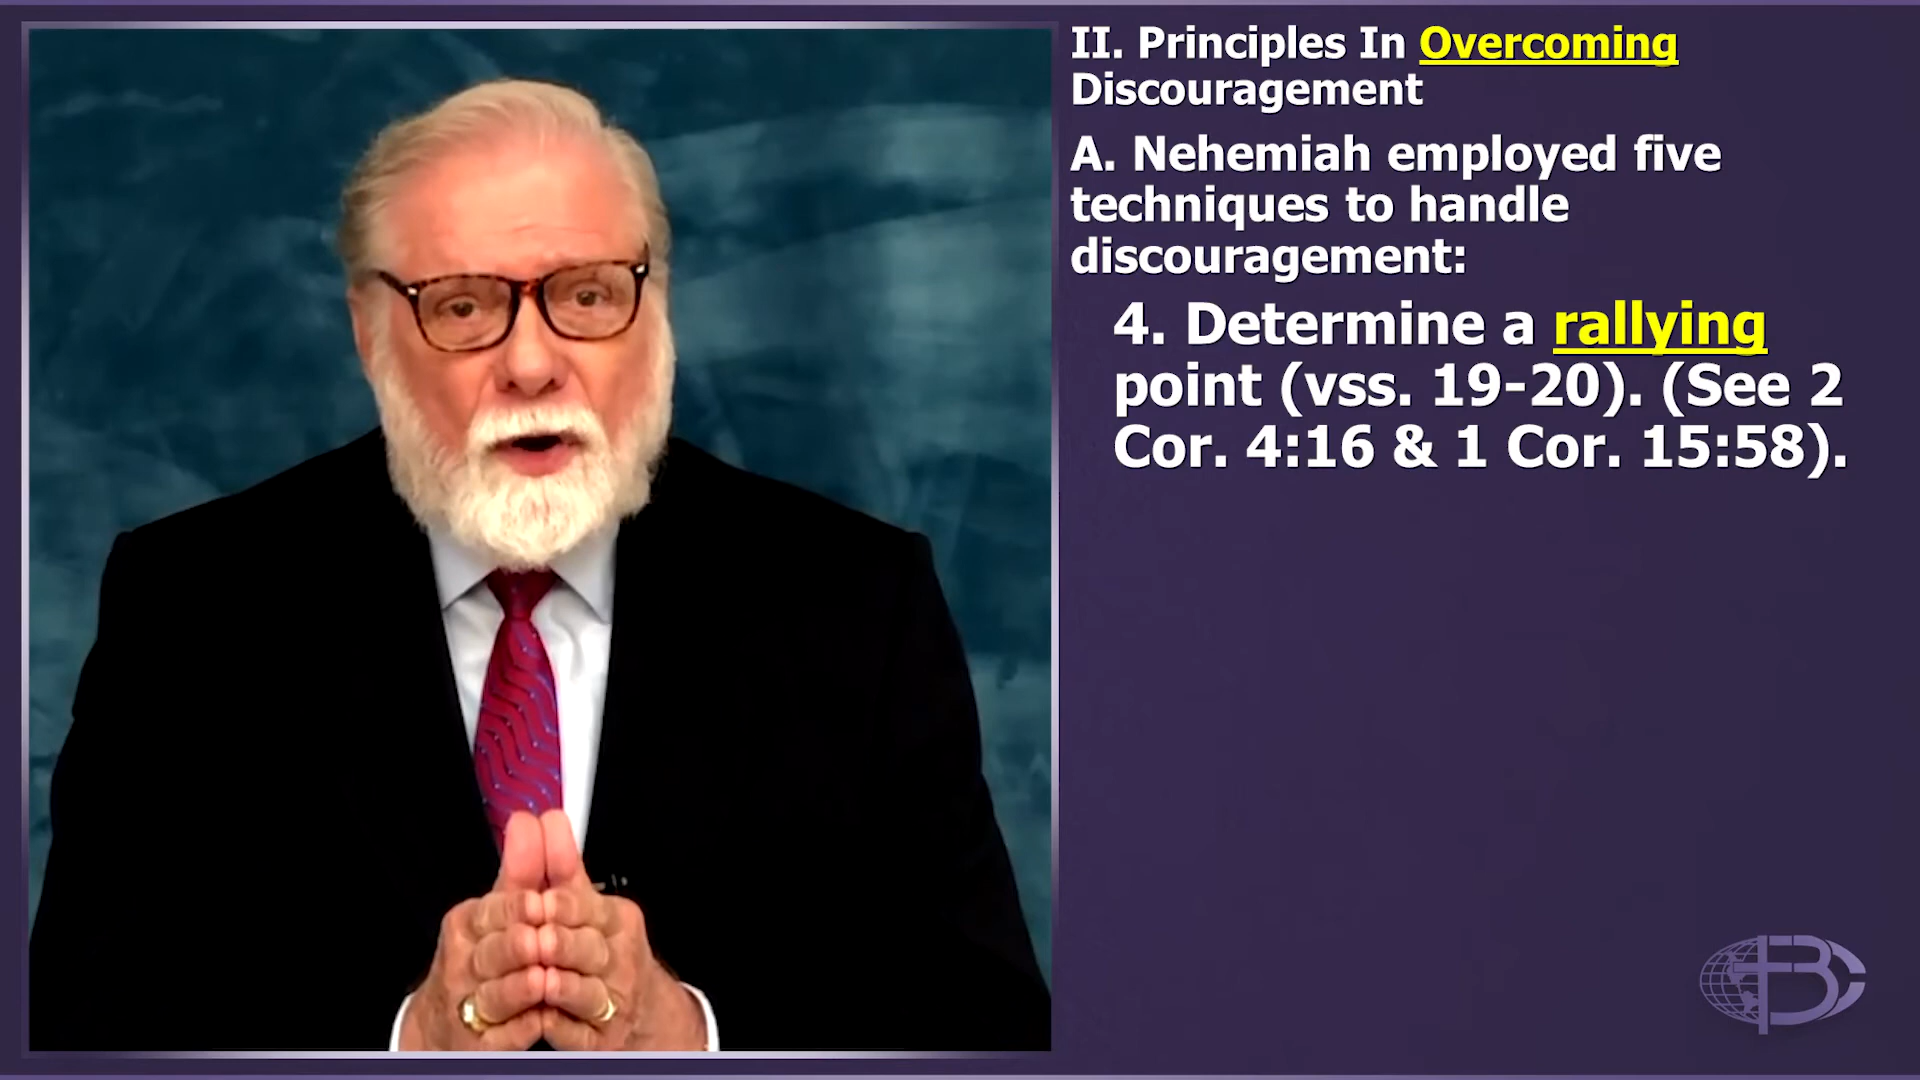 II. Principles In Overcoming
Discouragement
A. Nehemiah employed five
techniques to handle
discouragement:
4. Determine a rallying
point (vss. 19-20). (See 2
Cor. 4:16 & 1 Cor. 15:58).
FBC